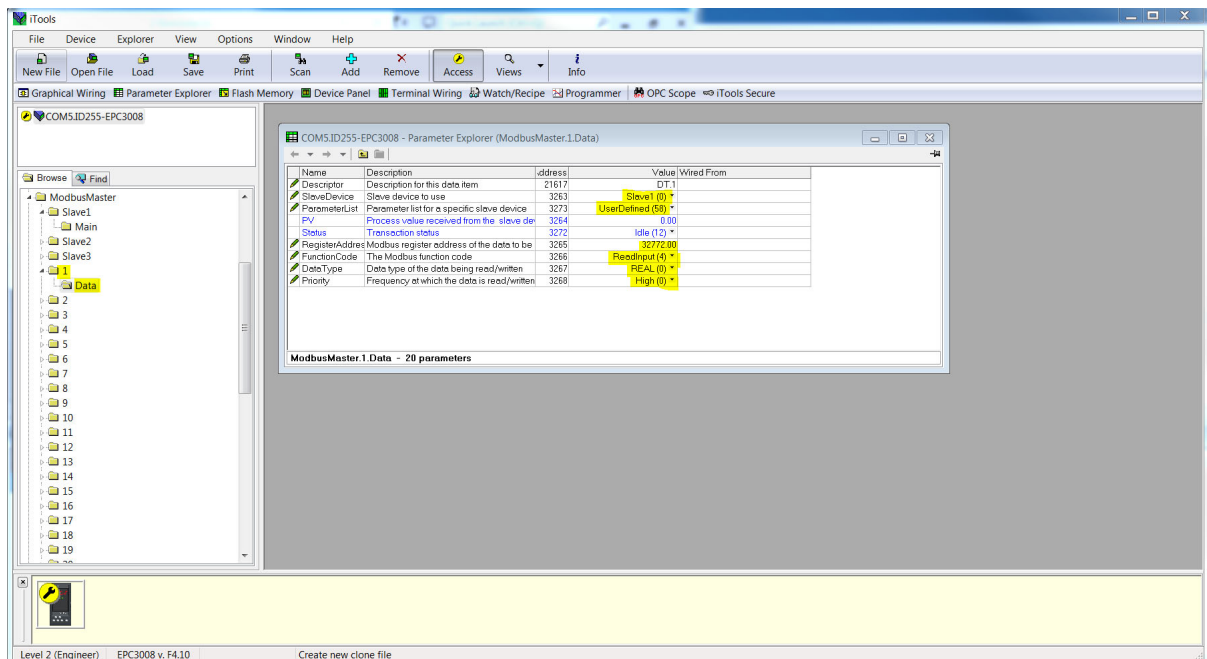 iTools
File Device Explorer View Options Window Help
New File Open File Load Save Print Scan Add Remove Access Views Info
Graphical Wiring Parameter Explorer Flash Memory Device Panel Terminal Wiring Watch/Recipe Programmer OPC Scope iTools Secure
COM5.ID255-EPC3008
Browse Find
ModbusMaster
Slave1
Main
Slave2
Slave3
1
Data
2
3
4
5
6
7
8
9
10
11
12
13
14
15
16
17
18
19
COM5.ID255-EPC3008 - Parameter Explorer (ModbusMaster.1.Data)
Name Description ddress Value Wired From
Descriptor Description for this data item 21617 DT.1
SlaveDevice Slave device to use 3263 Slave1 (0)
ParameterList Parameter list for a specific slave device 3273 UserDefined (58)
PV Process value received from the slave de 3264 0.00
Status Transaction status 3272 Idle (12)
RegisterAddres Modbus register address of the data to be 3265 32772.00
FunctionCode The Modbus function code 3266 ReadInput (4)
DataType Data type of the data being read/written 3267 REAL (0)
Priority Frequency at which the data is read/written 3268 High (0)
ModbusMaster.1.Data - 20 parameters
Level 2 (Engineer) EPC3008 v. F4.10 Create new clone file